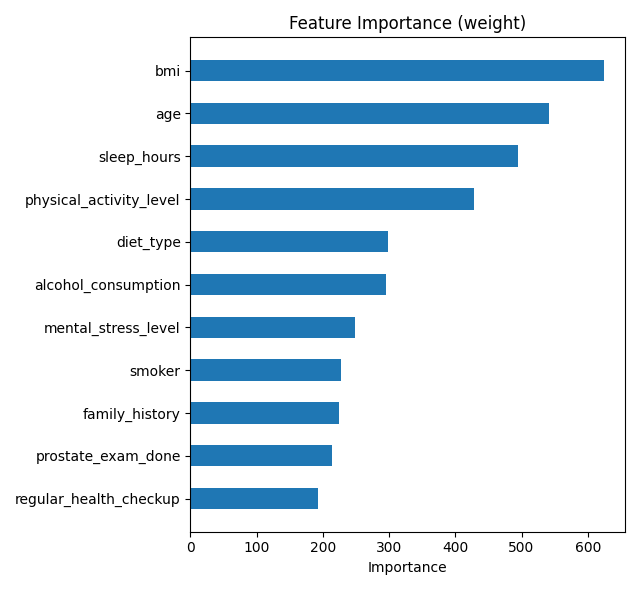 Feature Importance (weight)
bmi
age
sleep_hours
physical_activity_level
diet_type
alcohol_consumption
mental_stress_level
smoker
family_history
prostate_exam_done
regular_health_checkup
0 100 200 300 400 500 600
Importance